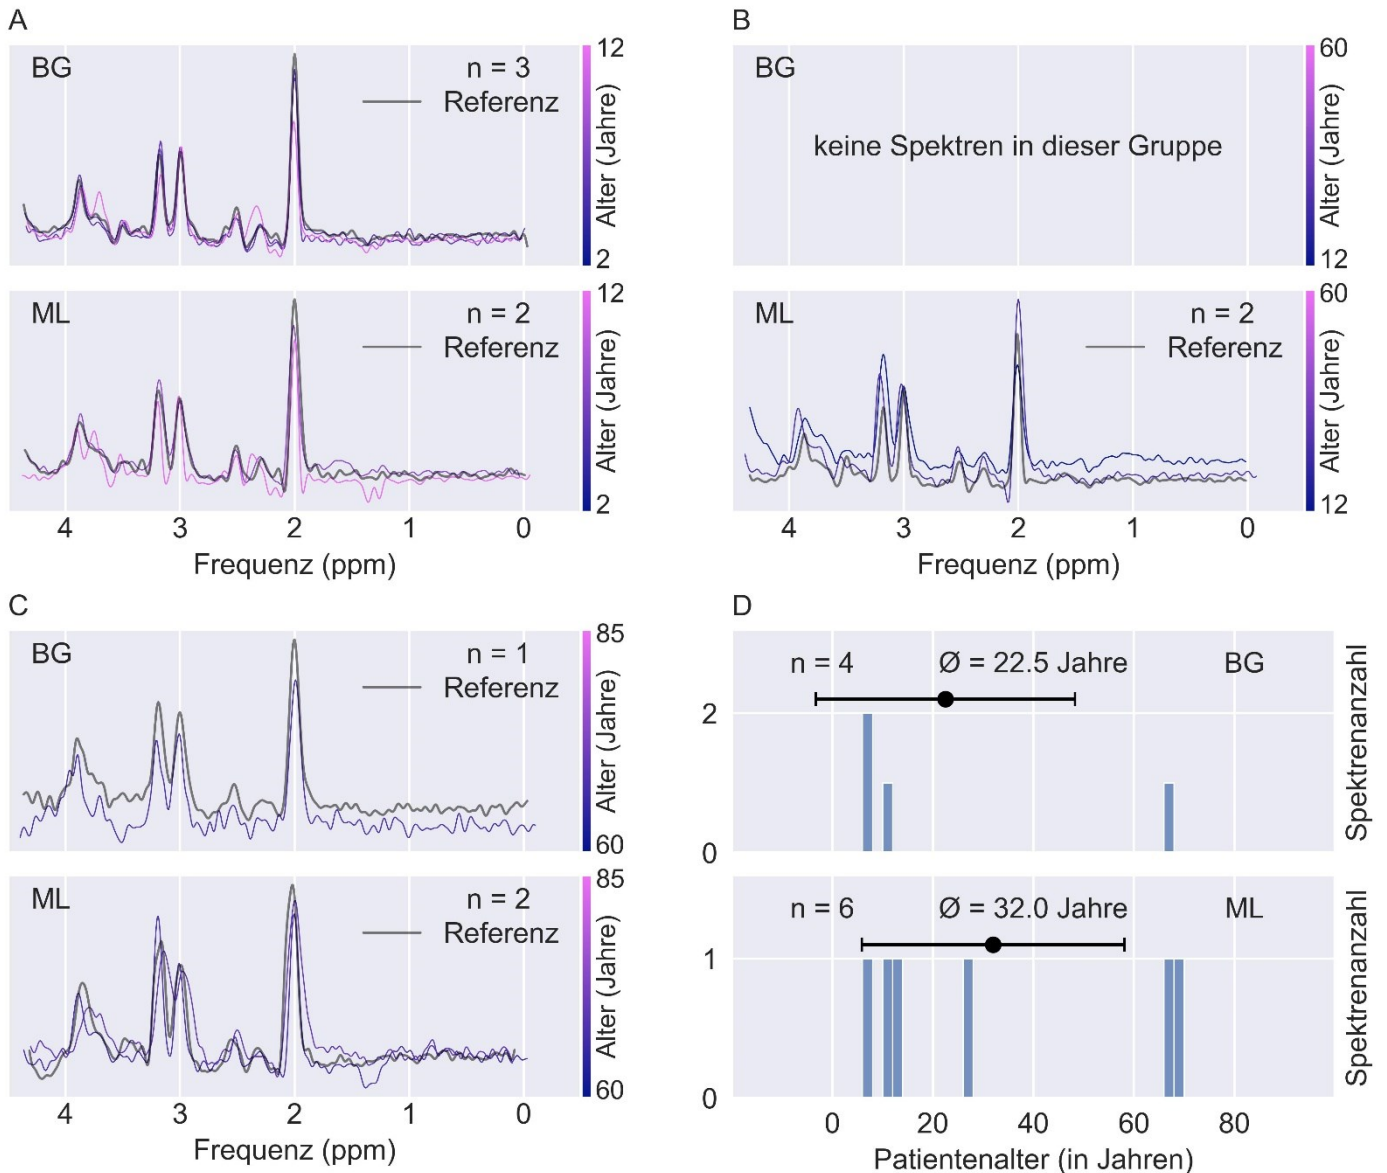 A
BG
n = 3
Referenz
12
Alter (Jahre)
2
ML
n = 2
Referenz
12
Alter (Jahre)
2
4 3 2 1 0
Frequenz (ppm)
B
BG
keine Spektren in dieser Gruppe
60
Alter (Jahre)
12
ML
n = 2
Referenz
60
Alter (Jahre)
12
4 3 2 1 0
Frequenz (ppm)
C
BG
n = 1
Referenz
85
Alter (Jahre)
60
ML
n = 2
Referenz
85
Alter (Jahre)
60
4 3 2 1 0
Frequenz (ppm)
D
n = 4 Ø = 22.5 Jahre BG
2
0
Spektrenanzahl
n = 6 Ø = 32.0 Jahre ML
1
0
Spektrenanzahl
0 20 40 60 80
Patientenalter (in Jahren)